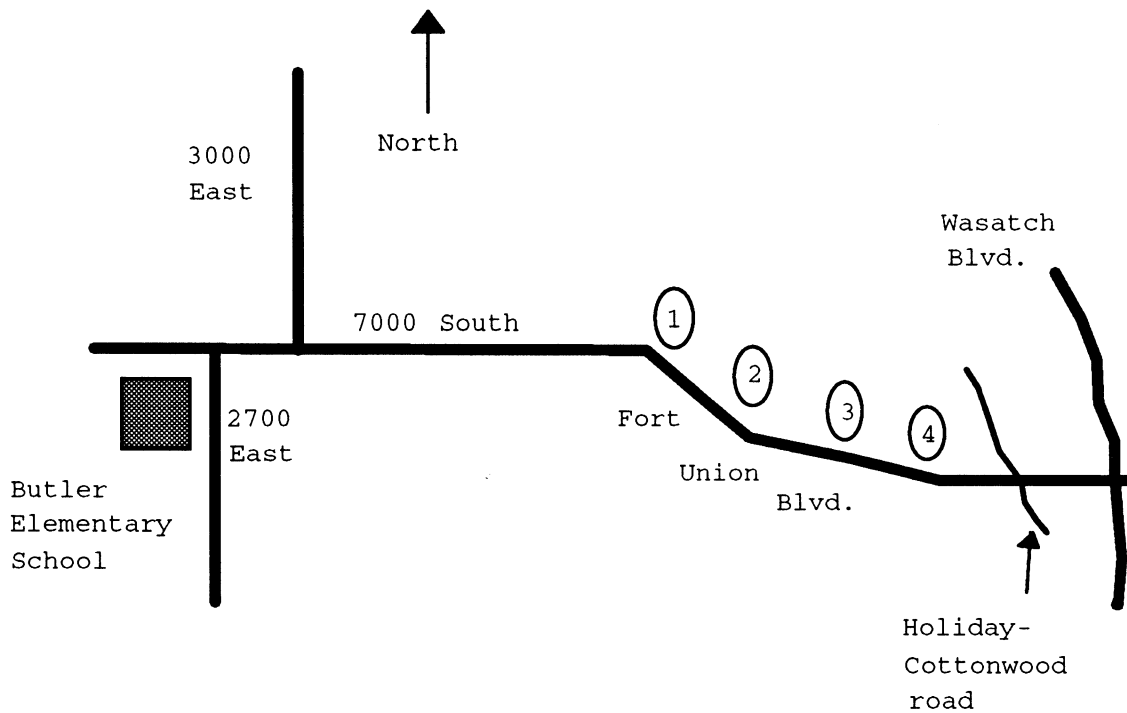 North
3000
East
Wasatch
Blvd.
7000 South
1
2
3
4
Fort
Union
Blvd.
2700
East
Butler
Elementary
School
Holiday-
Cottonwood
road